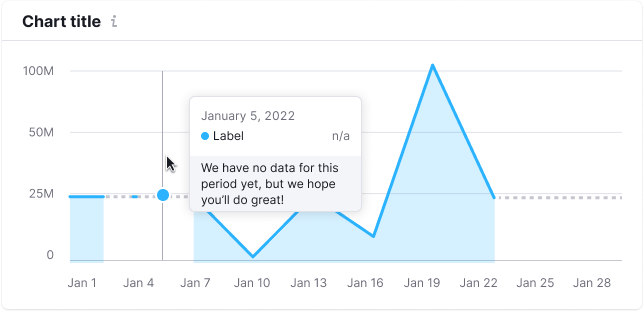 Chart title i
100M
50M
25M
0
January 5, 2022
Label n/a
We have no data for this
period yet, but we hope
you'll do great!
Jan 1 Jan 4 Jan 7 Jan 10 Jan 13 Jan 16 Jan 19 Jan 22 Jan 25 Jan 28